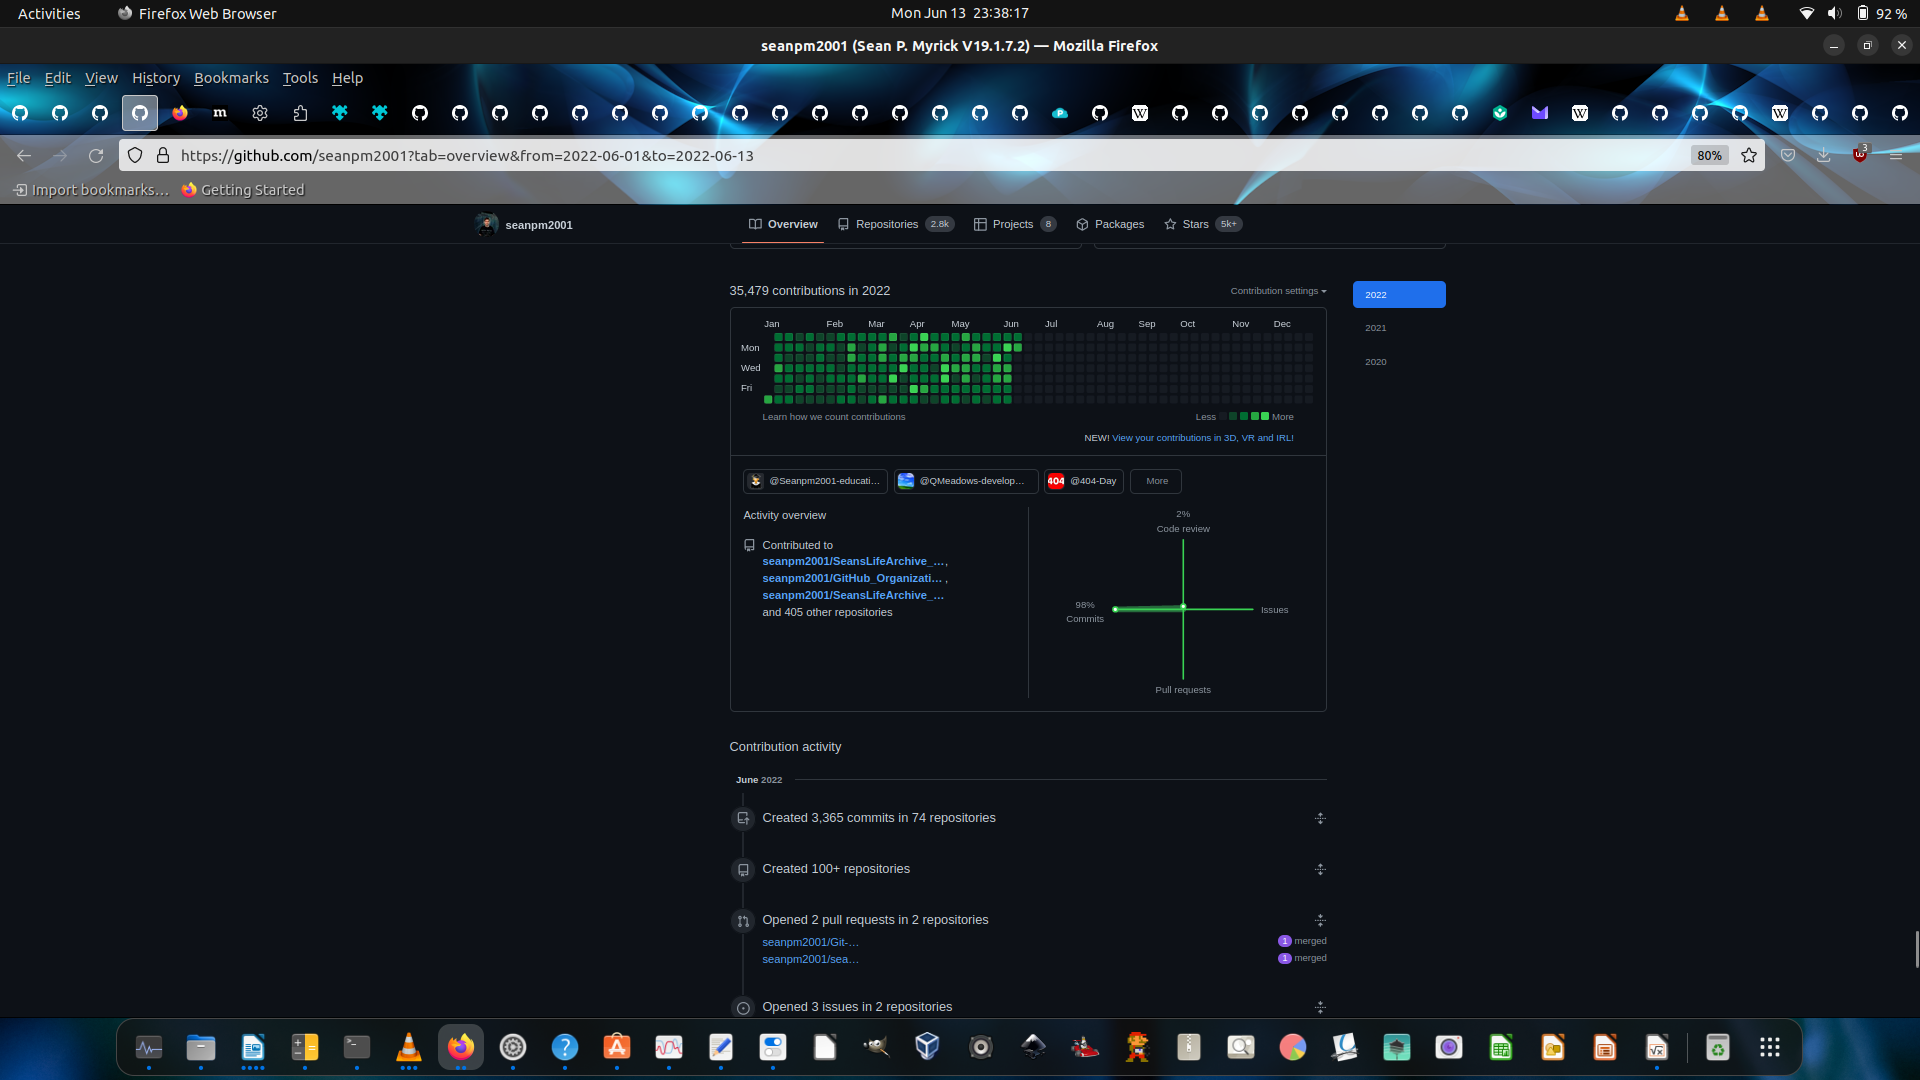 Activities Firefox Web Browser Mon Jun 13 23:38:17 92 %
seanpm2001 (Sean P. Myrick V19.1.7.2) — Mozilla Firefox
File Edit View History Bookmarks Tools Help
https://github.com/seanpm2001?tab=overview&from=2022-06-01&to=2022-06-13 80% 3
Import bookmarks… Getting Started
seanpm2001 Overview Repositories 2.8k Projects 8 Packages Stars 5k+
35,479 contributions in 2022 Contribution settings 2022
Jan Feb Mar Apr May Jun Jul Aug Sep Oct Nov Dec
2021
Mon
2020
Wed
Fri
Learn how we count contributions Less More
NEW! View your contributions in 3D, VR and IRL!
@Seanpm2001-educati… @QMeadows-develop… 404 @404-Day More
Activity overview
2%
Code review
Contributed to
seanpm2001/SeansLifeArchive_…,
seanpm2001/GitHub_Organizati… ,
seanpm2001/SeansLifeArchive_…
and 405 other repositories
98%
Commits
Issues
Pull requests
Contribution activity
June 2022
Created 3,365 commits in 74 repositories
Created 100+ repositories
Opened 2 pull requests in 2 repositories
seanpm2001/Git-… 1 merged
seanpm2001/sea… 1 merged
Opened 3 issues in 2 repositories